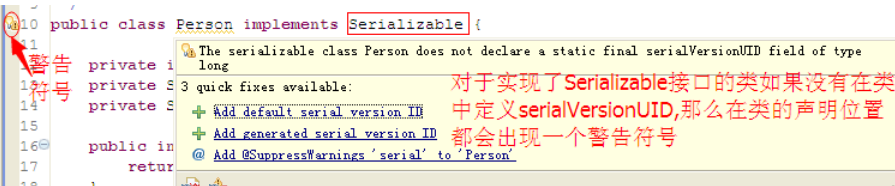 10 public class Person implements Serializable {
The serializable class Person does not declare a static final serialVersionUID field of type
long
3 quick fixes available:
Add default serial version ID
Add generated serial version ID
@ Add @SuppressWarnings 'serial' to 'Person'
警告
符号
对于实现了Serializable接口的类如果没有在类
中定义serialVersionUID,那么在类的声明位置
都会出现一个警告符号
11
12 private i
13 private S
14 private S
15
16 public in
17 retur